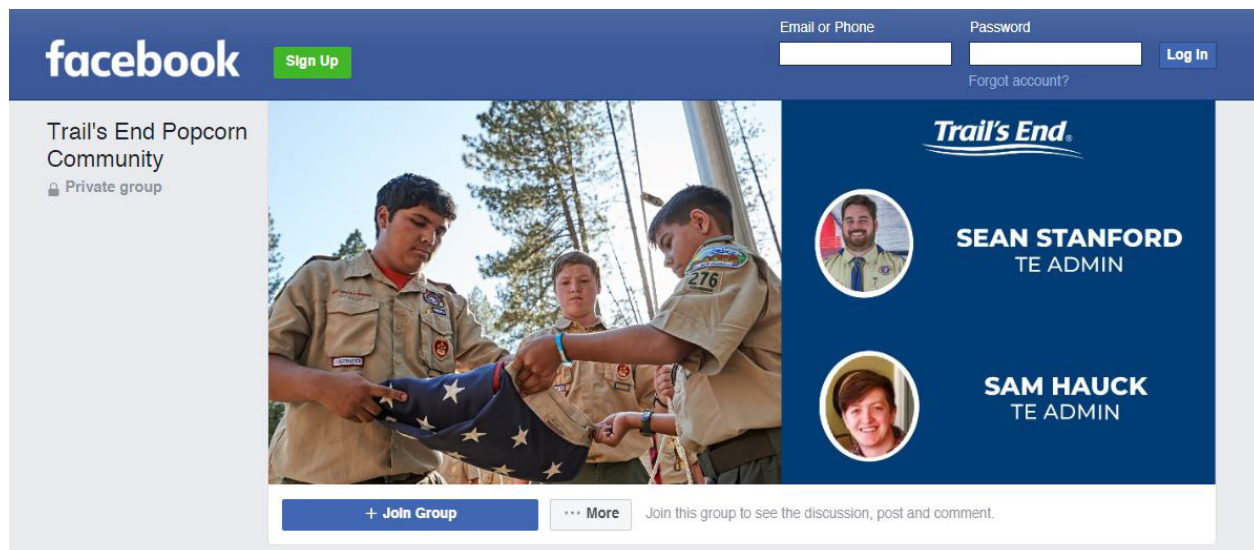 facebook
Sign Up
Email or Phone
Password
Log In
Forgot account?
Trail's End Popcorn
Community
Private group
Trail's End®
SEAN STANFORD
TE ADMIN
276
SAM HAUCK
TE ADMIN
+ Join Group
··· More
Join this group to see the discussion, post and comment.